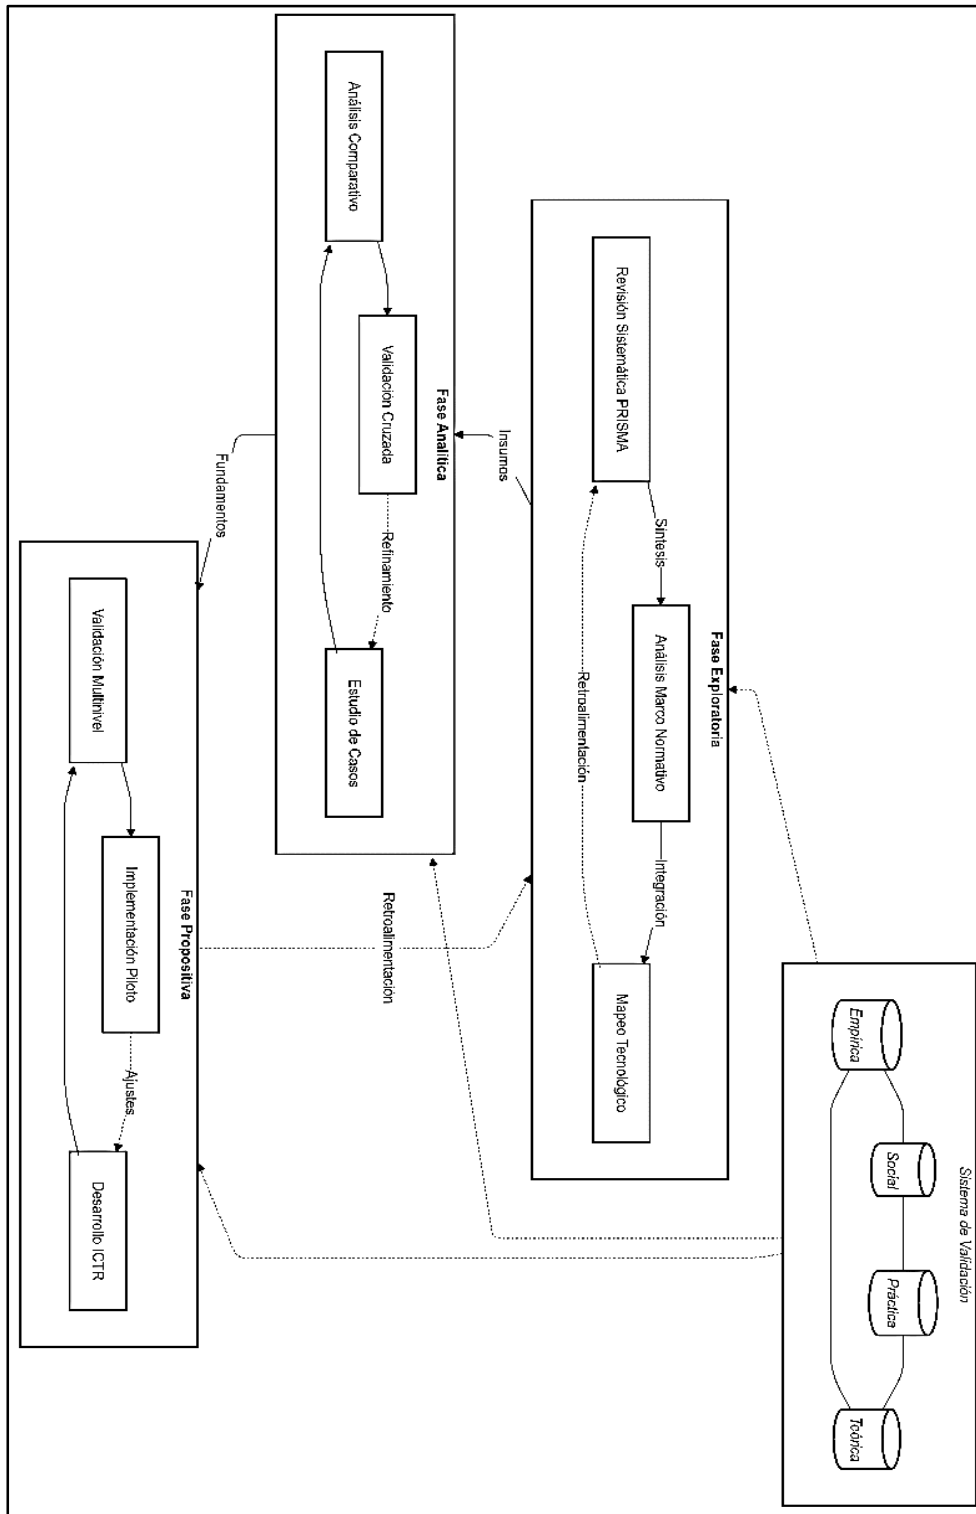 Sistema de Validación
Empírica
Social
Práctica
Teórica
Fase Exploratoria
Revisión Sistemática PRISMA
Síntesis
Análisis Marco Normativo
Integración
Mapeo Tecnológico
Retroalimentación
Insumos
Fase Analítica
Análisis Comparativo
Validación Cruzada
Refinamiento
Estudio de Casos
Fundamentos
Retroalimentación
Fase Propositiva
Validación Multinivel
Implementación Piloto
Ajustes
Desarrollo ICTR